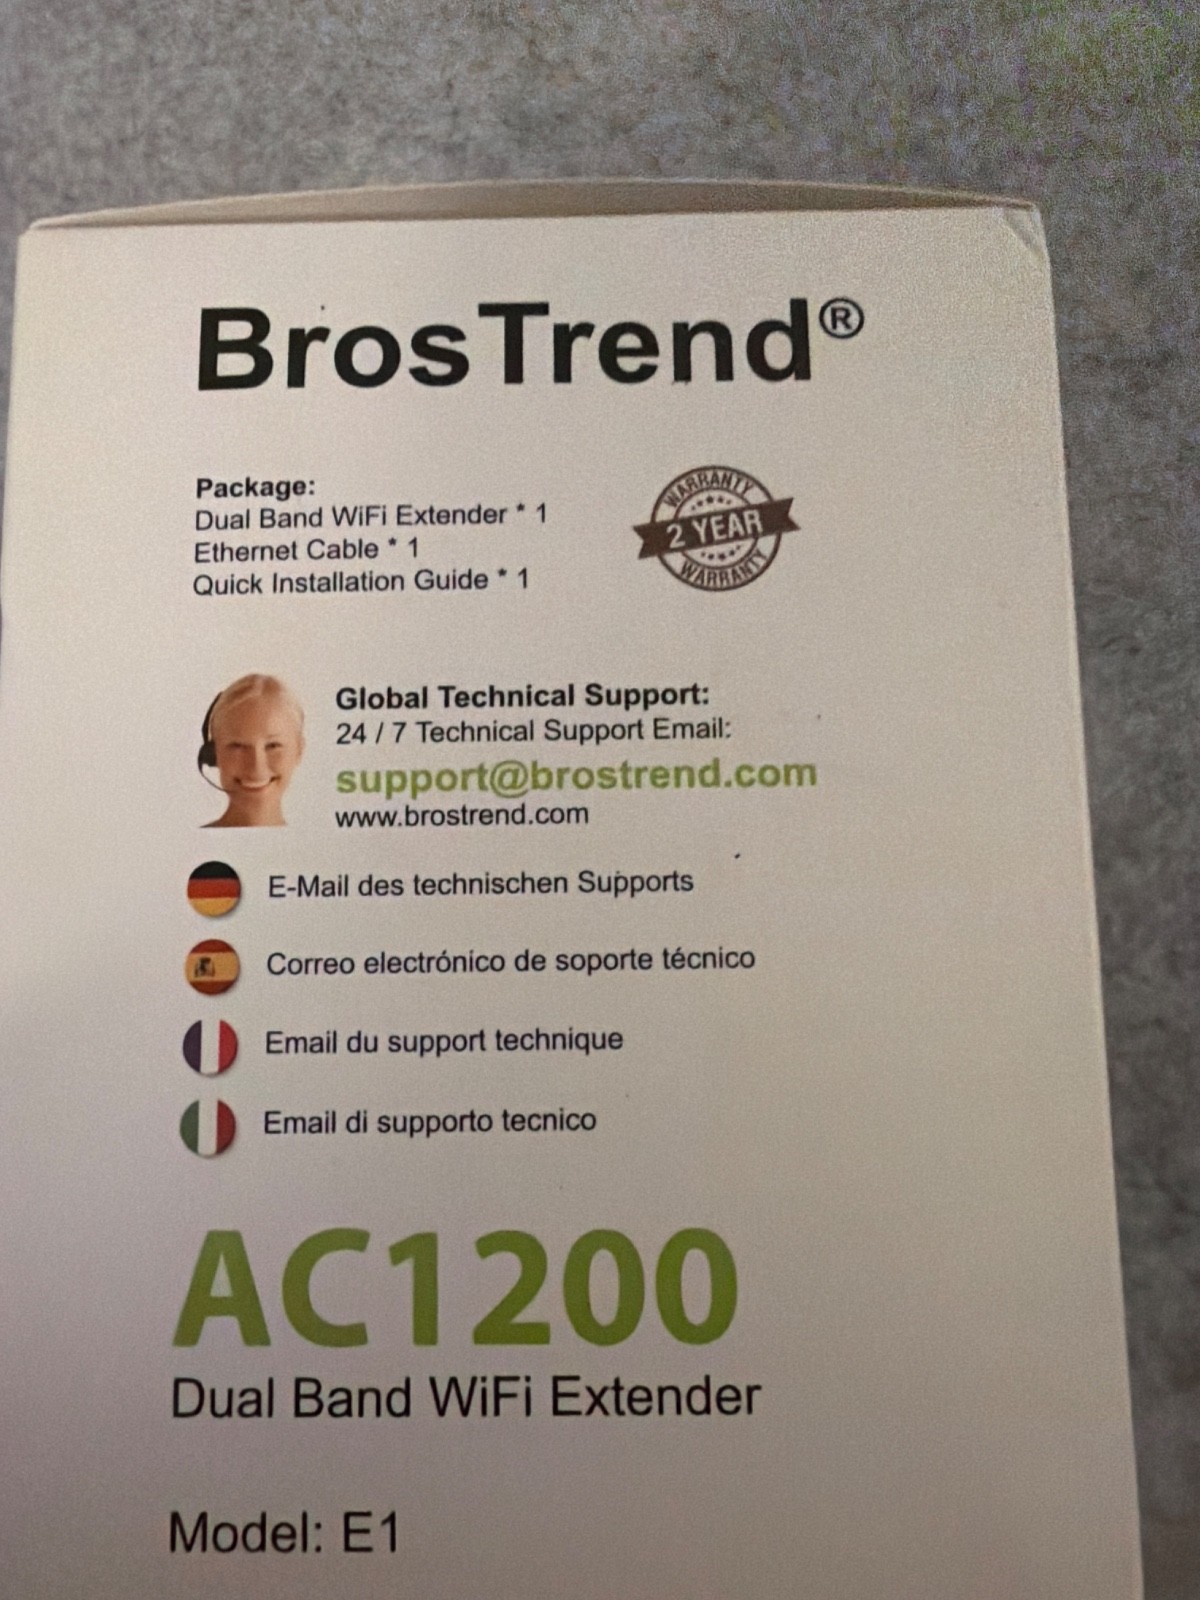 BrosTrend®
Package:
Dual Band WiFi Extender * 1
Ethernet Cable * 1
Quick Installation Guide * 1
WARRANTY
2 YEAR
WARRANTY
Global Technical Support:
24 / 7 Technical Support Email:
support@brostrend.com
www.brostrend.com
E-Mail des technischen Supports
Correo electrónico de soporte técnico
Email du support technique
Email di supporto tecnico
AC1200
Dual Band WiFi Extender
Model: E1